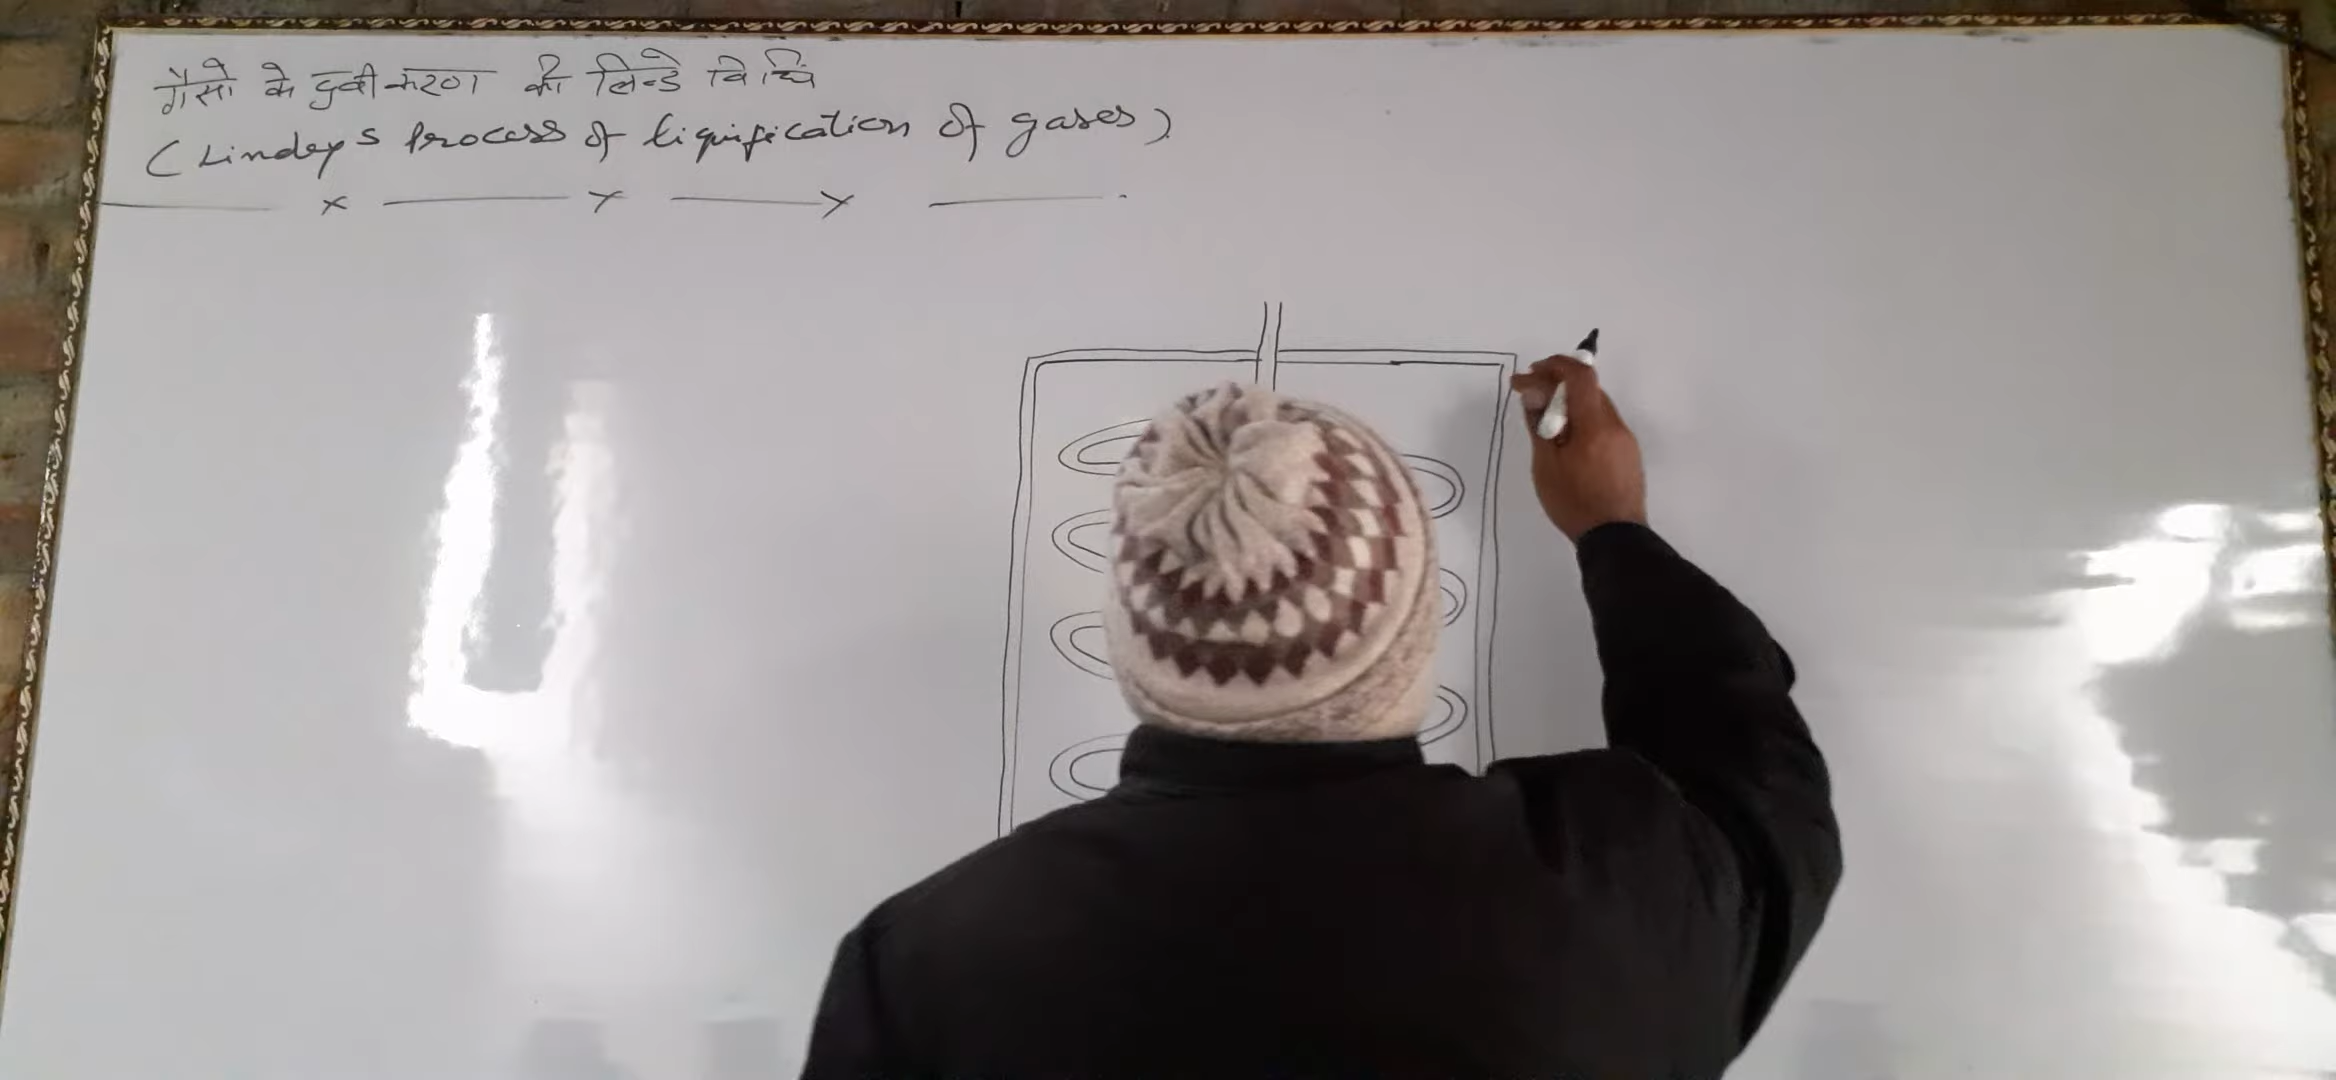 गैसो के द्रवीकरण की लिन्डे विधि
(Lindey's Process of liquification of gases)